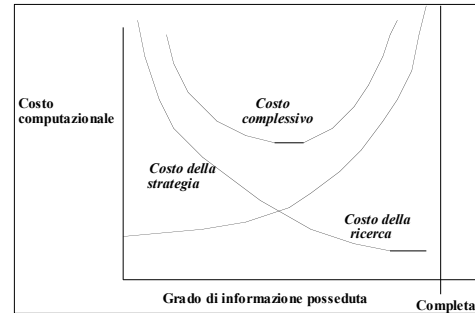 Costo
computazionale
Costo
complessivo
Costo della
strategia
Costo della
ricerca
Grado di informazione posseduta
Completa